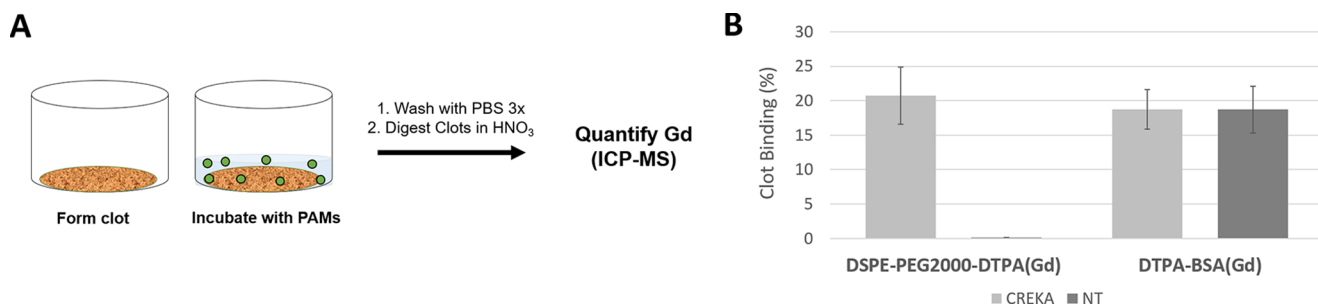 A
1. Wash with PBS 3x
2. Digest Clots in HNO3
Quantify Gd
(ICP-MS)
Form clot
Incubate with PAMs
B
Clot Binding (%)
30
25
20
15
10
5
0
DSPE-PEG2000-DTPA(Gd)
DTPA-BSA(Gd)
CREKA
NT